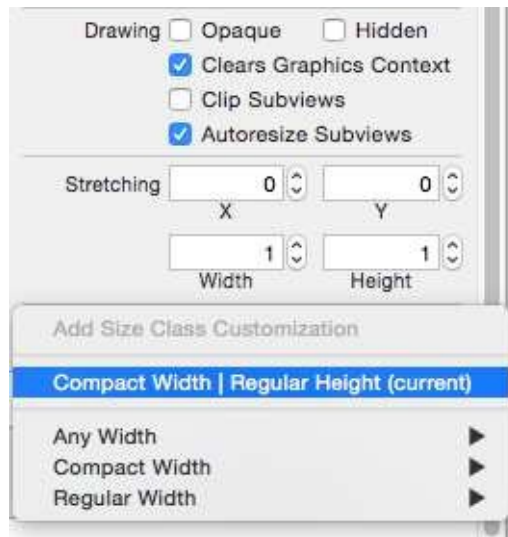 Drawing Opaque Hidden
Clears Graphics Context
Clip Subviews
Autoresize Subviews
Stretching 0 0
X Y
1 1
Width Height
Add Size Class Customization
Compact Width | Regular Height (current)
Any Width
Compact Width
Regular Width